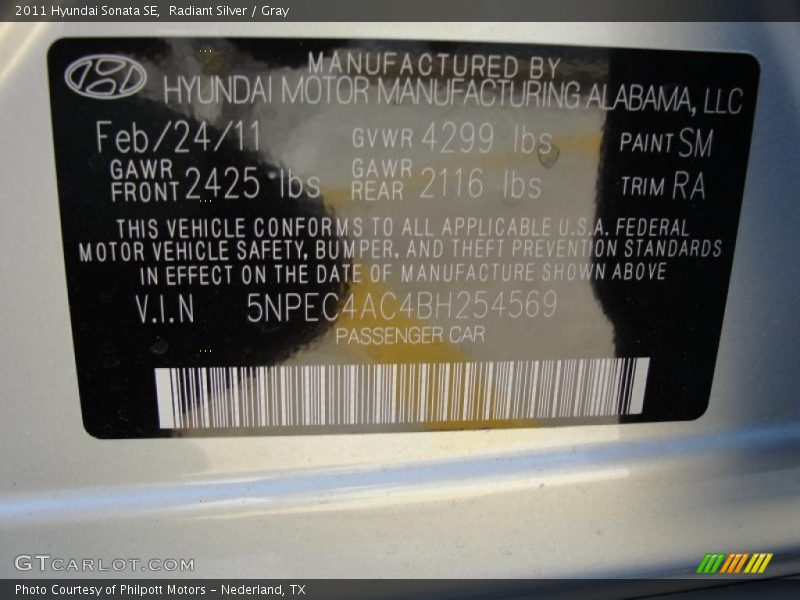 2011 Hyundai Sonata SE, Radiant Silver / Gray
MANUFACTURED BY
HYUNDAI MOTOR MANUFACTURING ALABAMA, LLC
Feb/24/11 GVWR 4299 lbs PAINT SM
GAWR FRONT 2425 lbs GAWR REAR 2116 lbs TRIM RA
THIS VEHICLE CONFORMS TO ALL APPLICABLE U.S.A. FEDERAL
MOTOR VEHICLE SAFETY, BUMPER, AND THEFT PREVENTION STANDARDS
IN EFFECT ON THE DATE OF MANUFACTURE SHOWN ABOVE
V.I.N 5NPEC4AC4BH254569
PASSENGER CAR
GTCARLOT.COM
Photo Courtesy of Philpott Motors - Nederland, TX